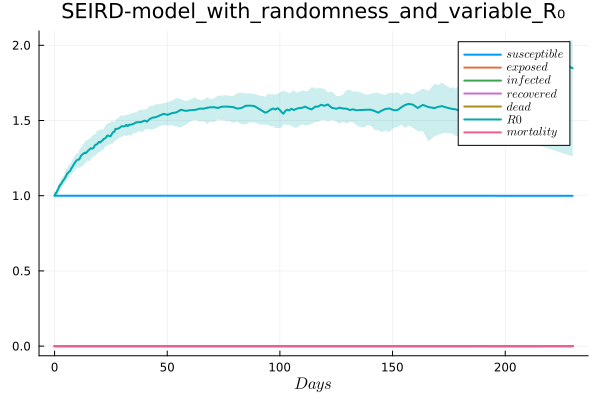 SEIRD-model_with_randomness_and_variable_R₀
2.0
1.5
1.0
0.5
0.0
0
50
100
150
200
Days
susceptible
exposed
infected
recovered
dead
R0
mortality